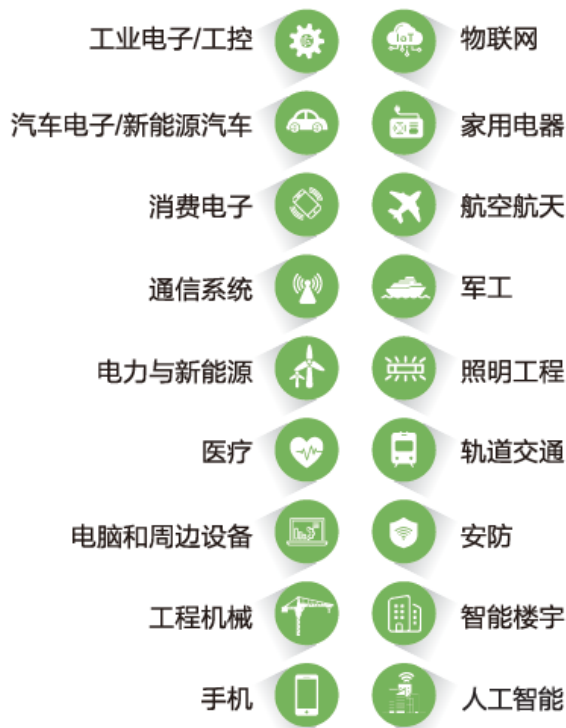 工业电子/工控
IoT
物联网
汽车电子/新能源汽车
家用电器
消费电子
航空航天
通信系统
军工
电力与新能源
照明工程
医疗
轨道交通
电脑和周边设备
安防
工程机械
智能楼宇
手机
人工智能